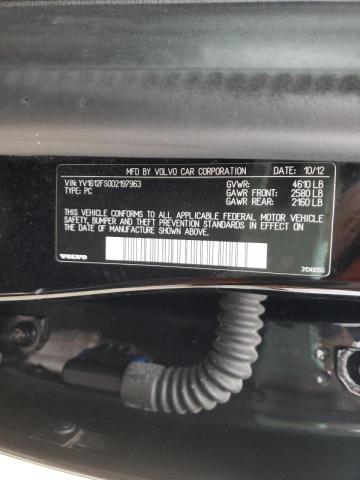 MFD BY VOLVO CAR CORPORATION DATE: 10/12
VIN: YV1612FS0D2197963 GVWR: 4610 LB
TYPE: PC GAWR FRONT: 2580 LB
GAWR REAR: 2160 LB
THIS VEHICLE CONFORMS TO ALL APPLICABLE FEDERAL MOTOR VEHICLE
SAFETY, BUMPER, AND THEFT PREVENTION STANDARDS IN EFFECT ON THE
DATE OF MANUFACTURE SHOWN ABOVE.
VOLVO